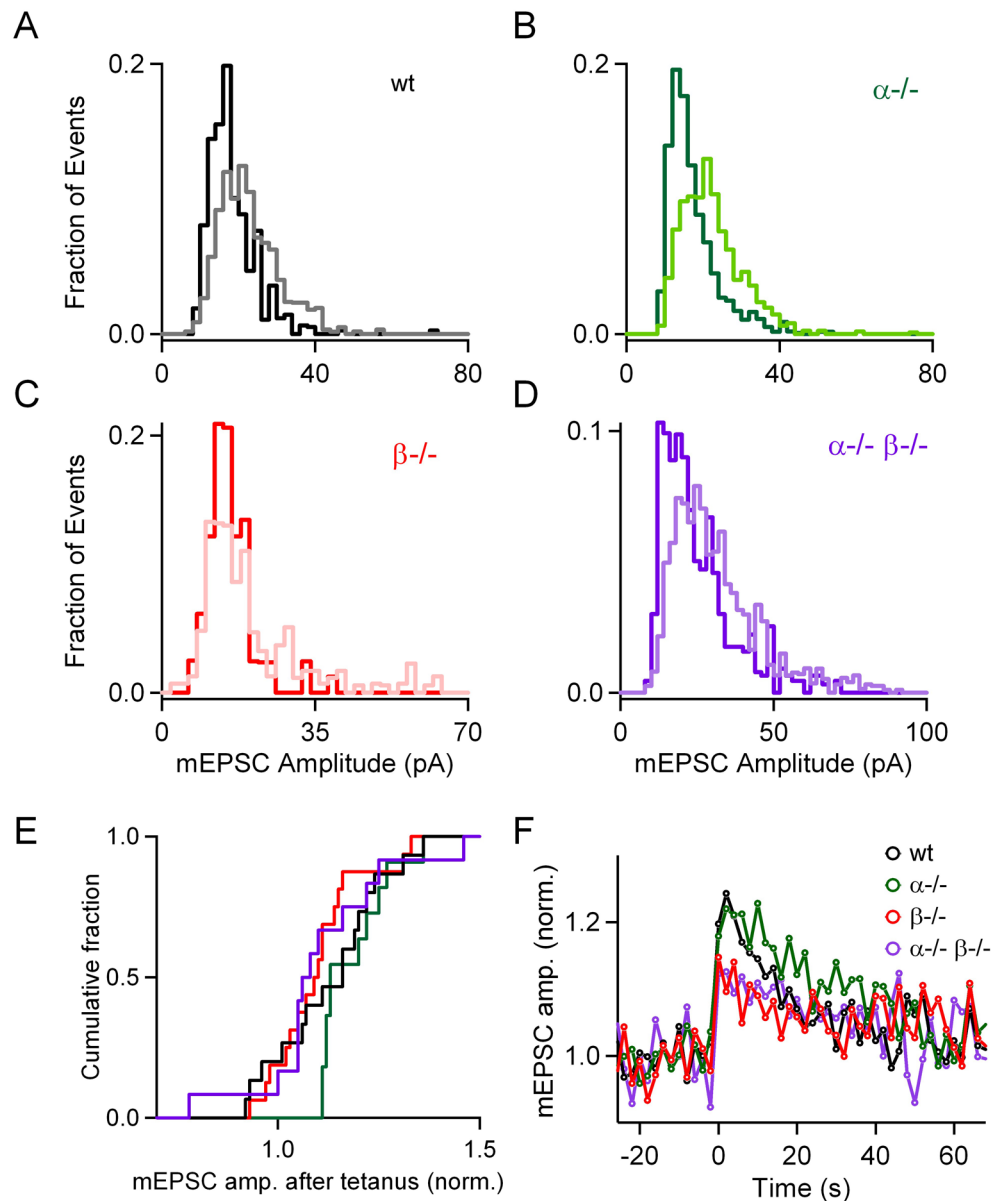 A
0.2
Fraction of Events
0.0
0
40
80
wt
B
0.2
0.0
0
40
80
α-/-
C
0.2
Fraction of Events
0.0
0
35
70
mEPSC Amplitude (pA)
β-/-
D
0.1
0.0
0
50
100
mEPSC Amplitude (pA)
α-/- β-/-
E
1.0
0.5
0.0
Cumulative fraction
1.0
1.5
mEPSC amp. after tetanus (norm.)
F
wt
α-/-
β-/-
α-/- β-/-
1.2
1.0
mEPSC amp. (norm.)
-20
0
20
40
60
Time (s)